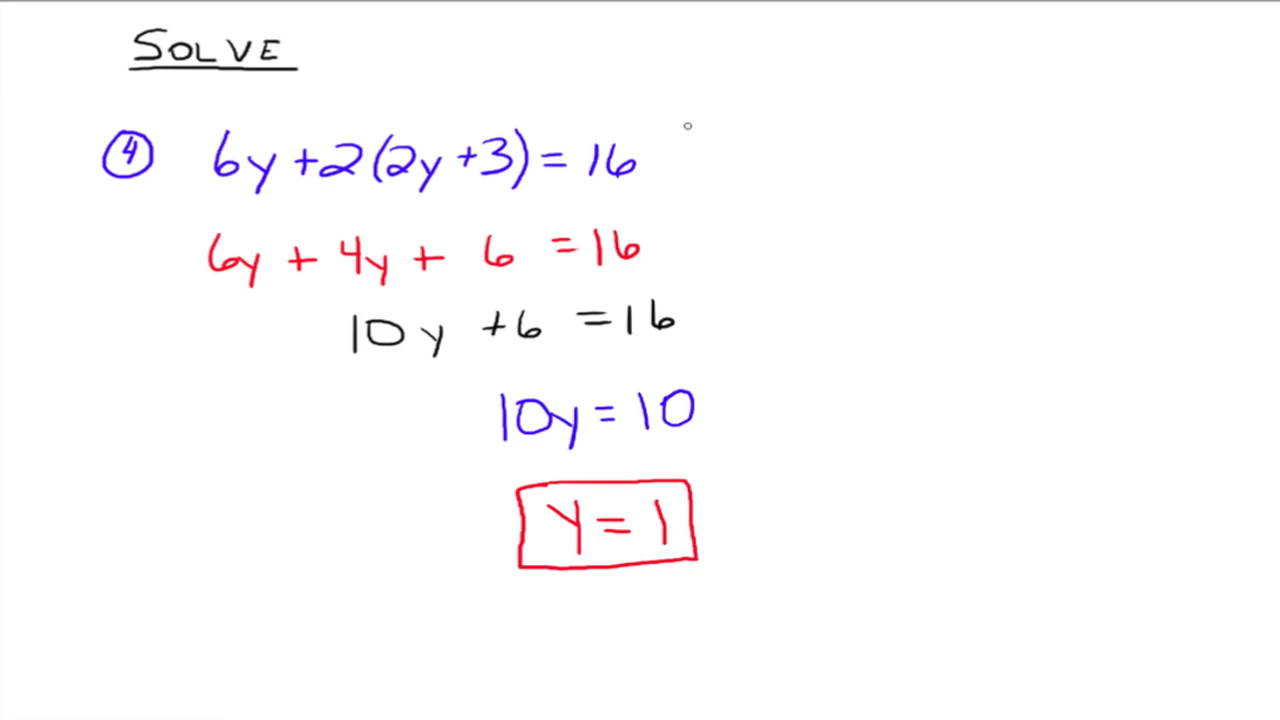 SOLVE
④ 6y + 2(2y + 3) = 16
6y + 4y + 6 = 16
10y + 6 = 16
10y = 10
y = 1